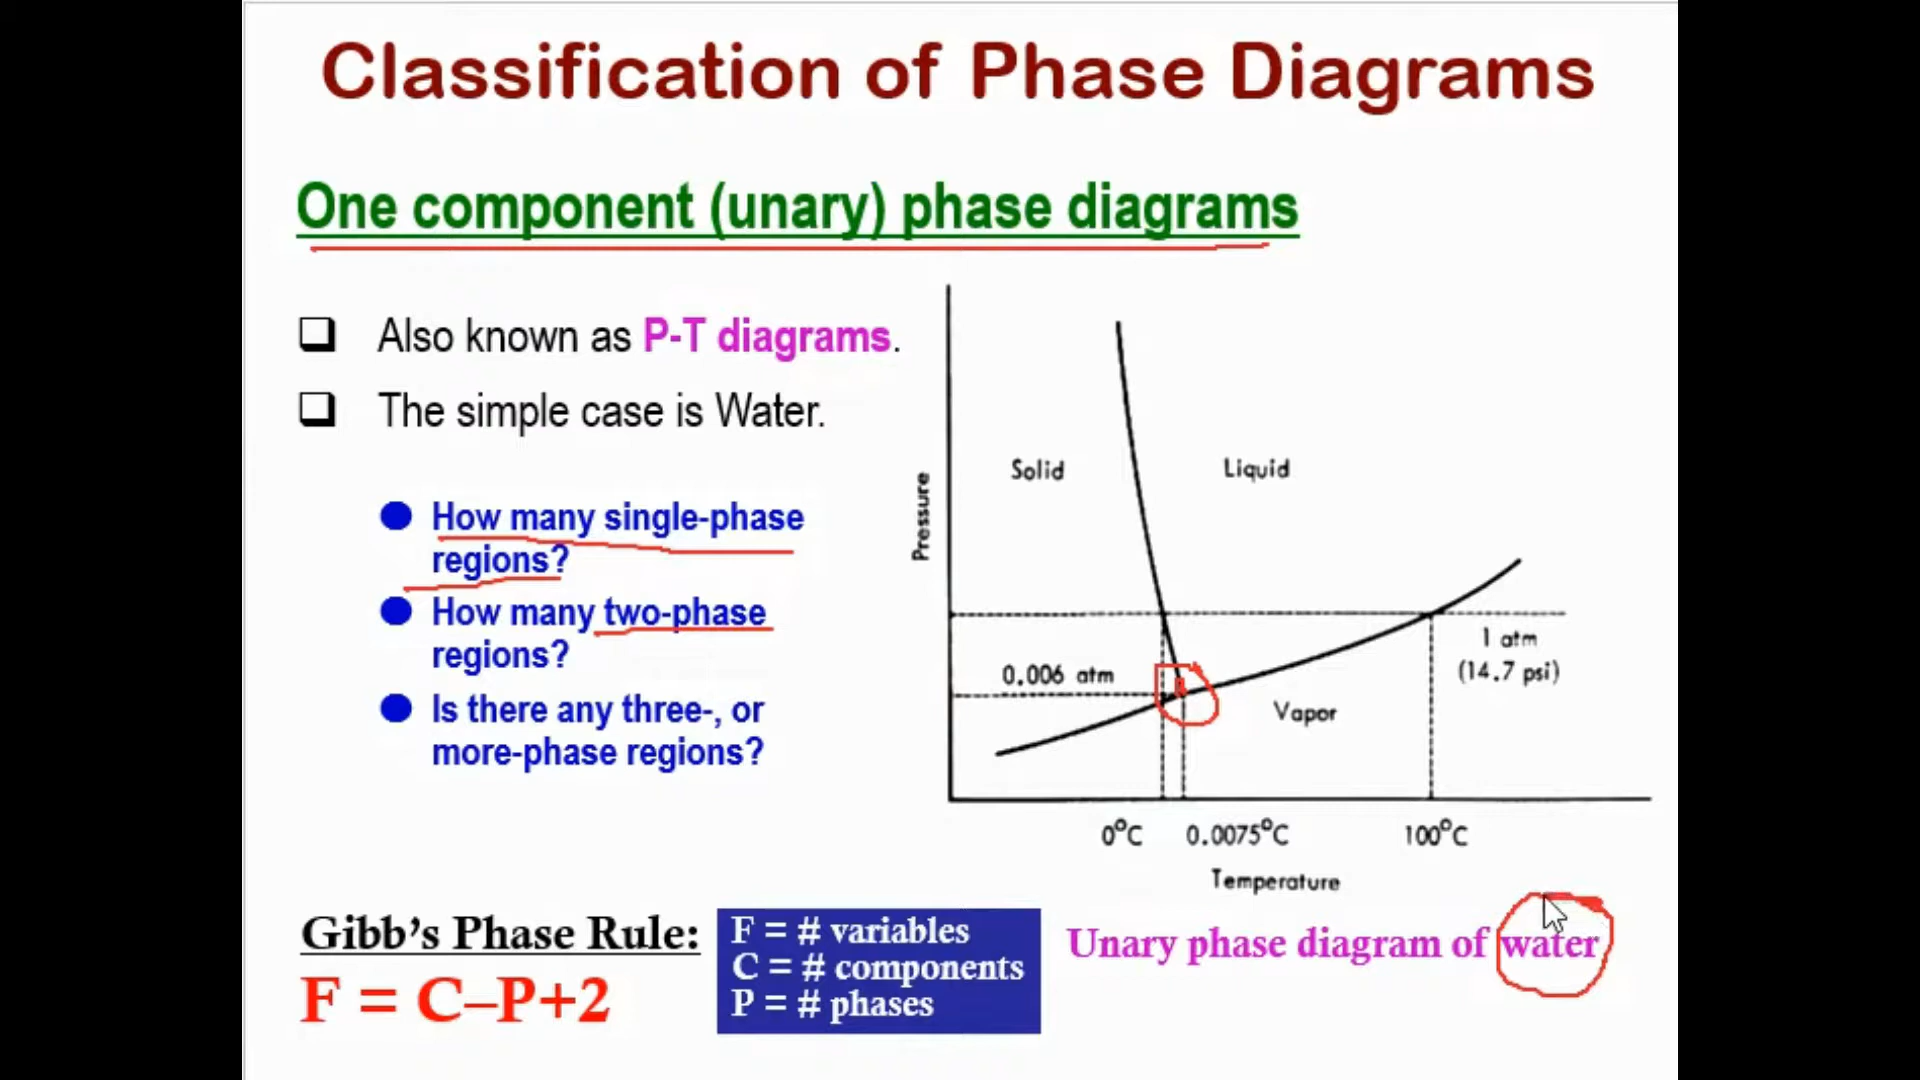 Classification of Phase Diagrams
One component (unary) phase diagrams
Also known as P-T diagrams.
The simple case is Water.
How many single-phase
regions?
How many two-phase
regions?
Is there any three-, or
more-phase regions?
Pressure
Solid
Liquid
0.006 atm
1 atm
(14.7 psi)
Vapor
0°C
0.0075°C
100°C
Temperature
Unary phase diagram of water
Gibb's Phase Rule:
F = C–P+2
F = # variables
C = # components
P = # phases